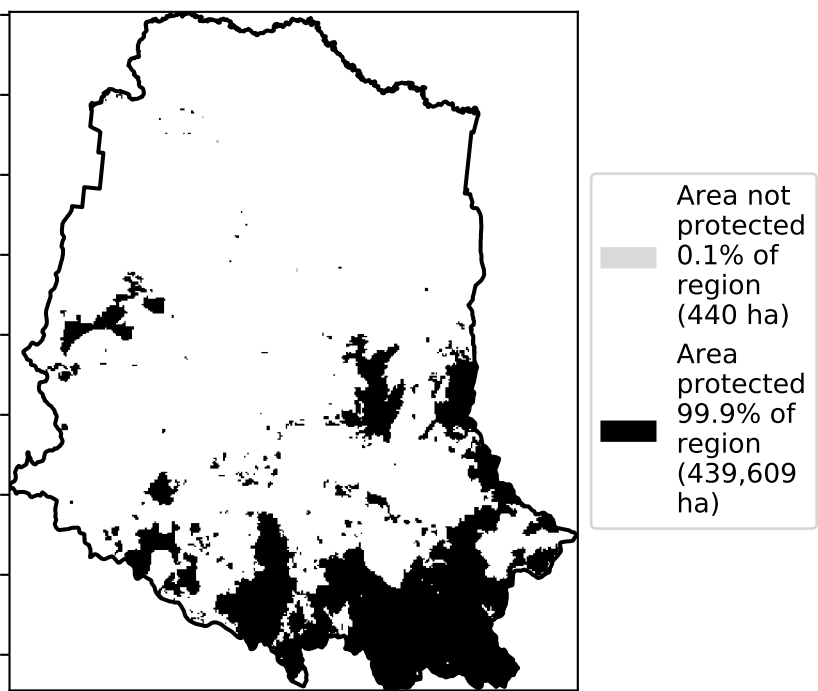 Area not
protected
0.1% of
region
(440 ha)
Area
protected
99.9% of
region
(439,609
ha)